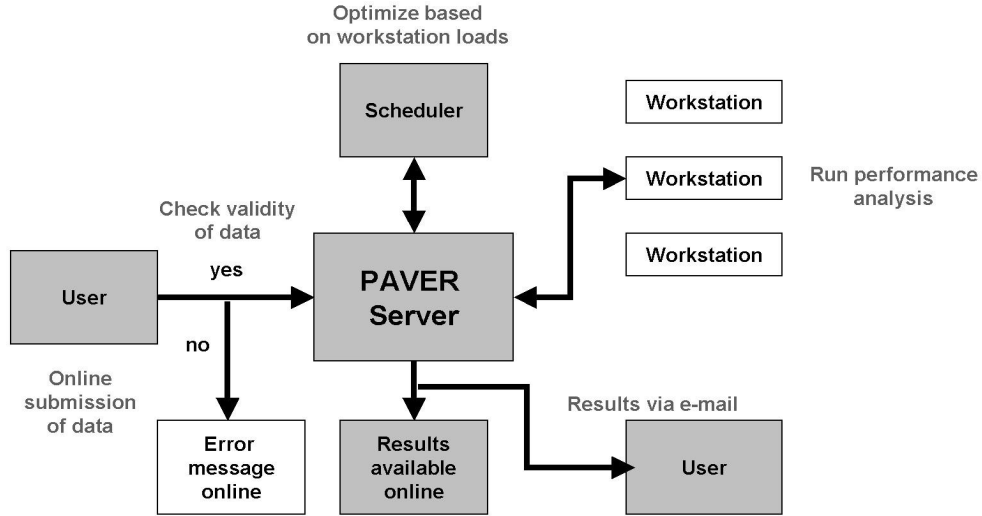 Optimize based
on workstation loads
Scheduler
Workstation
Workstation
Workstation
Run performance
analysis
Check validity
of data
yes
no
User
Online
submission
of data
PAVER
Server
Error
message
online
Results
available
online
Results via e-mail
User